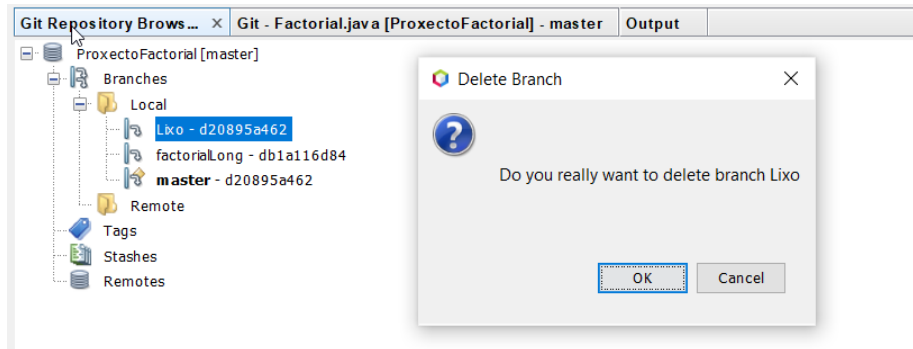 Git Repository Brows... × Git - Factorial.java [ProxectoFactorial] - master Output
ProxectoFactorial [master]
Branches
Local
Lixo - d20895a462
factorialLong - db1a116d84
master - d20895a462
Remote
Tags
Stashes
Remotes
Delete Branch
Do you really want to delete branch Lixo
OK Cancel